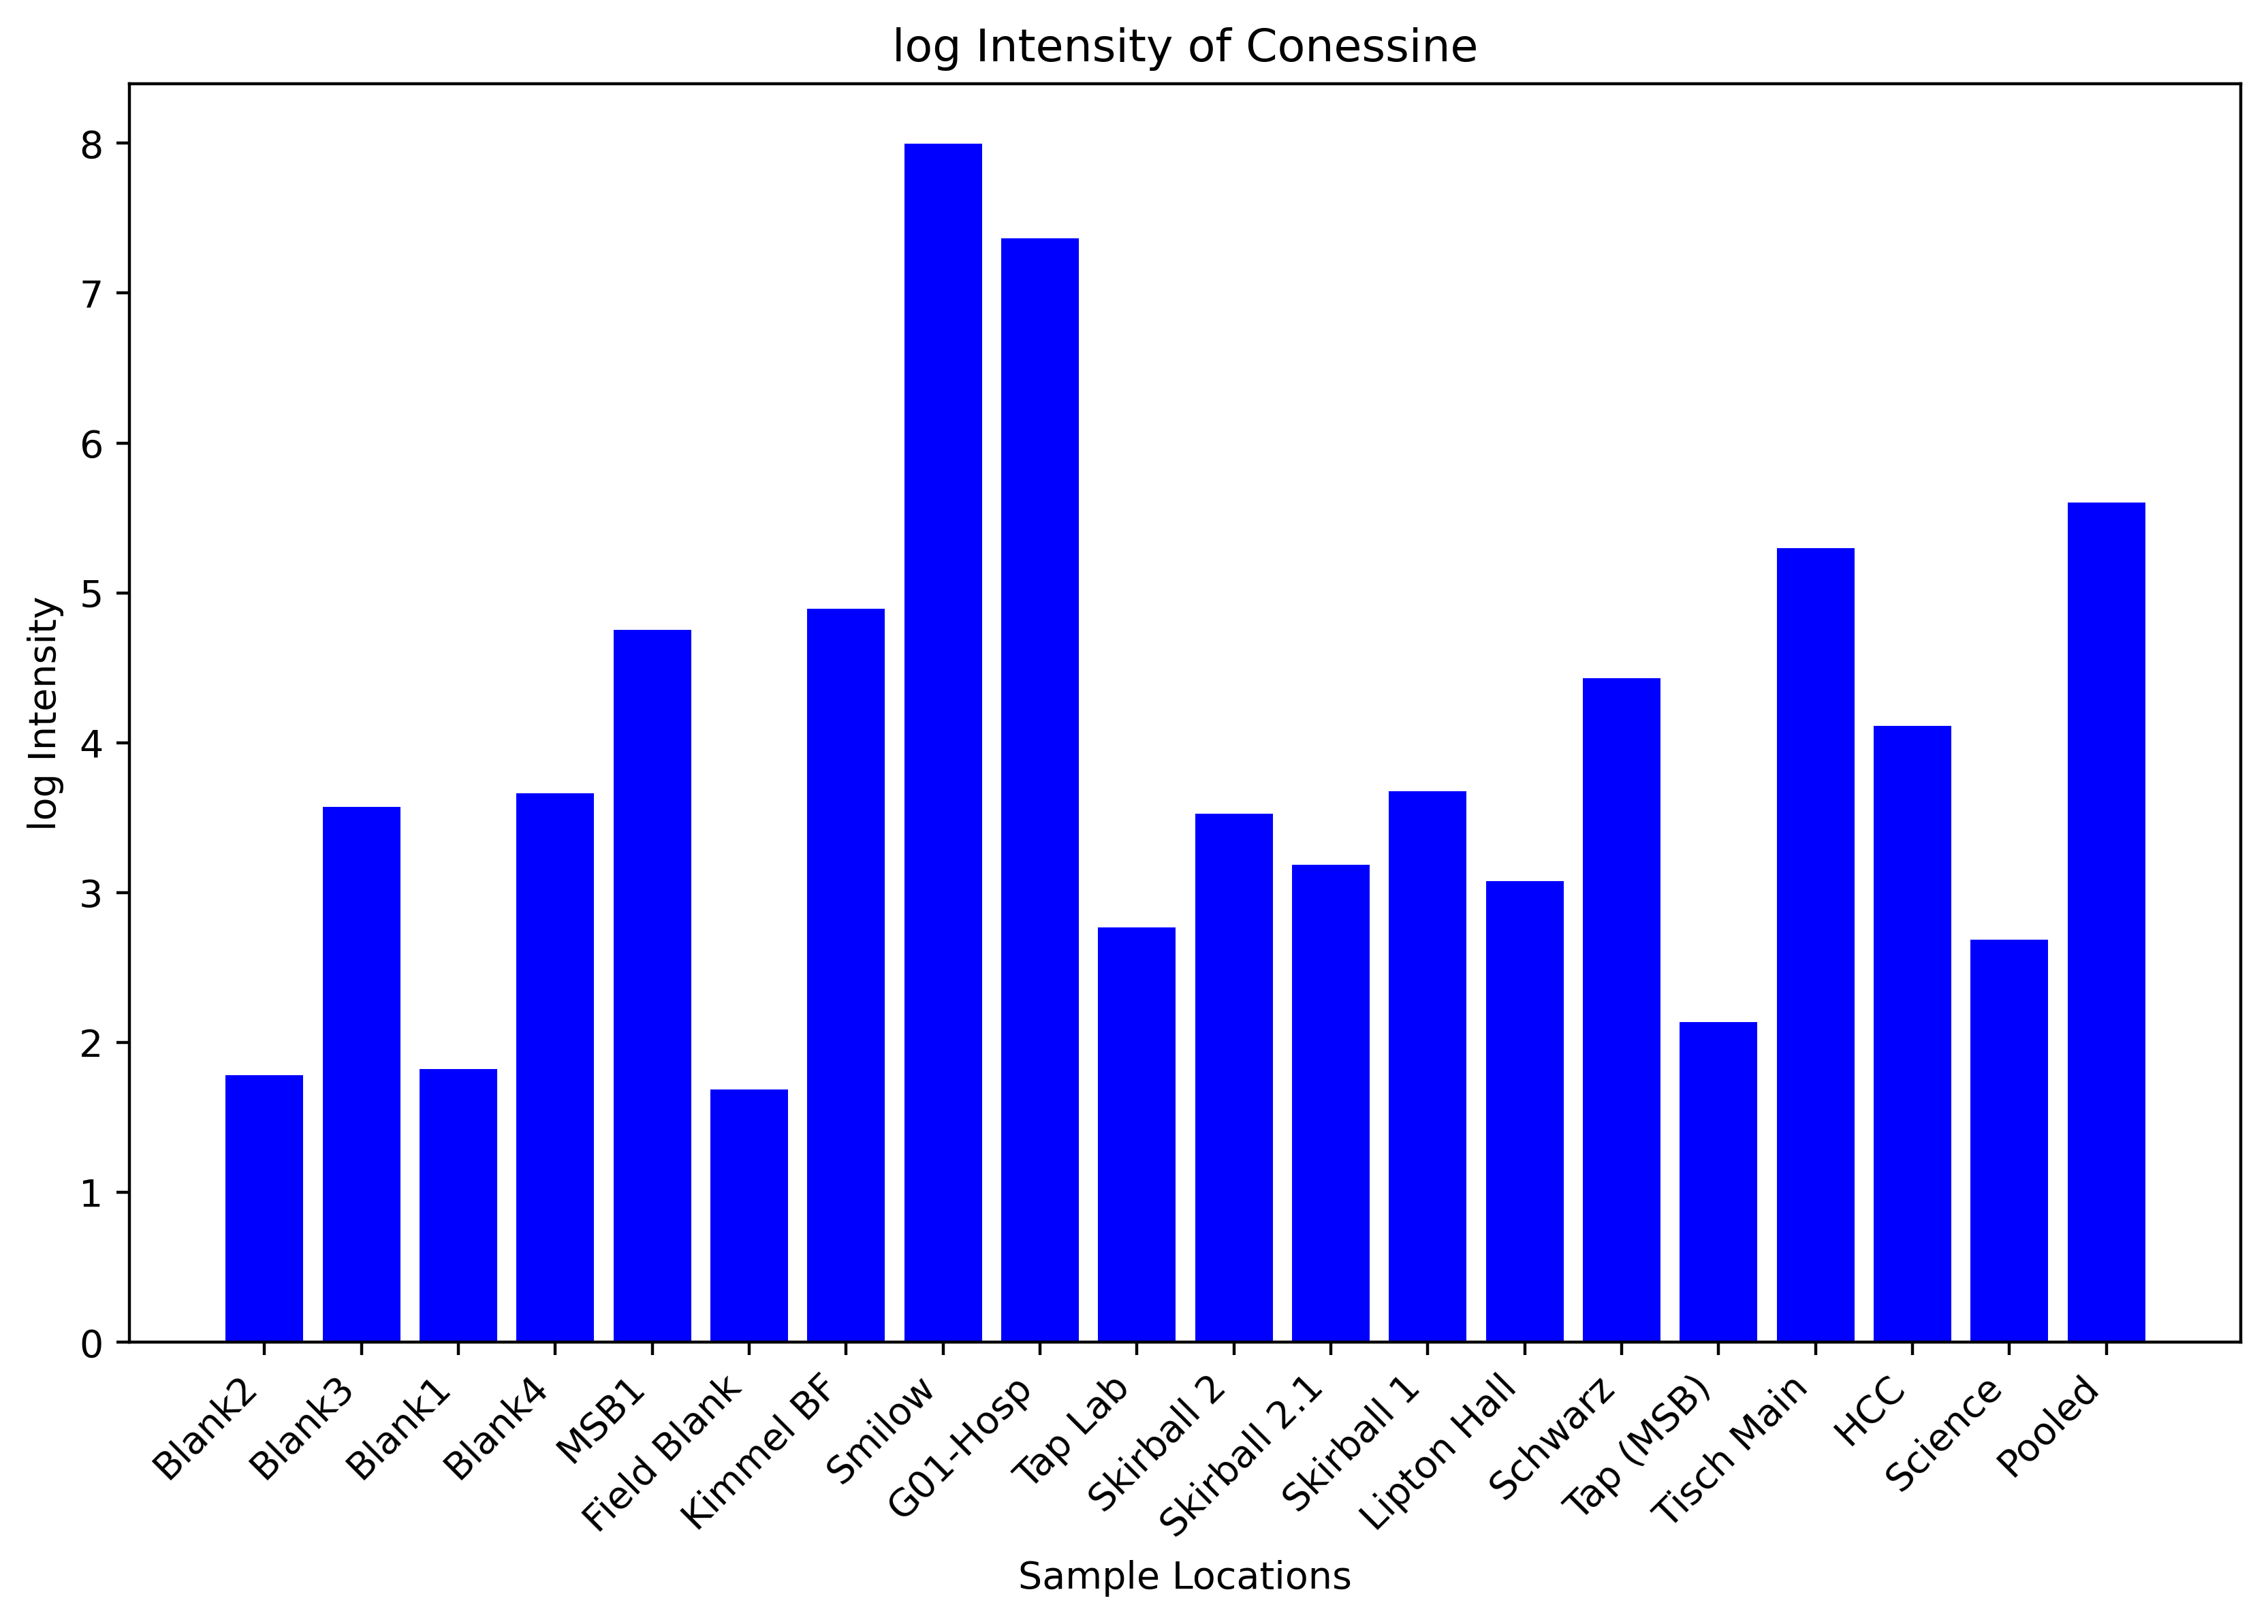 log Intensity of Conessine
log Intensity
8
7
6
5
4
3
2
1
0
Blank2
Blank3
Blank1
Blank4
MSB1
Field Blank
Kimmel BF
Smilow
G01-Hosp
Tap Lab
Skirball 2
Skirball 2.1
Skirball 1
Lipton Hall
Schwarz
Tap (MSB)
Tisch Main
HCC
Science
Pooled
Sample Locations